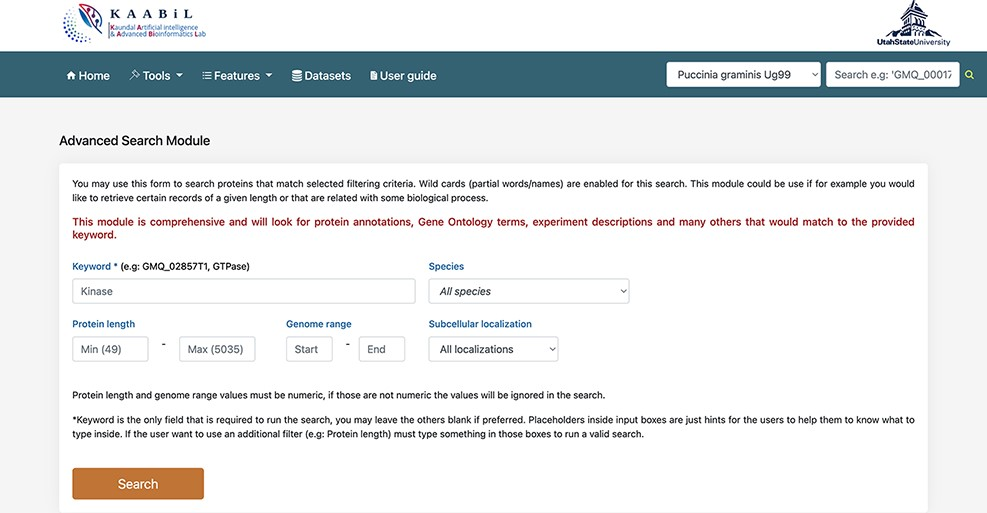 KAABiL
Kaundal Artificial intelligence
& Advanced Bioinformatics Lab
UtahStateUniversity
Home Tools Features Datasets User guide Puccinia graminis Ug99 Search e.g: 'GMQ_00017
Advanced Search Module
You may use this form to search proteins that match selected filtering criteria. Wild cards (partial words/names) are enabled for this search. This module could be use if for example you would
like to retrieve certain records of a given length or that are related with some biological process.
This module is comprehensive and will look for protein annotations, Gene Ontology terms, experiment descriptions and many others that would match to the provided
keyword.
Keyword * (e.g: GMQ_02857T1, GTPase) Species
Kinase All species
Protein length Genome range Subcellular localization
Min (49) - Max (5035) Start - End All localizations
Protein length and genome range values must be numeric, if those are not numeric the values will be ignored in the search.
*Keyword is the only field that is required to run the search, you may leave the others blank if preferred. Placeholders inside input boxes are just hints for the users to help them to know what to
type inside. If the user want to use an additional filter (e.g: Protein length) must type something in those boxes to run a valid search.
Search